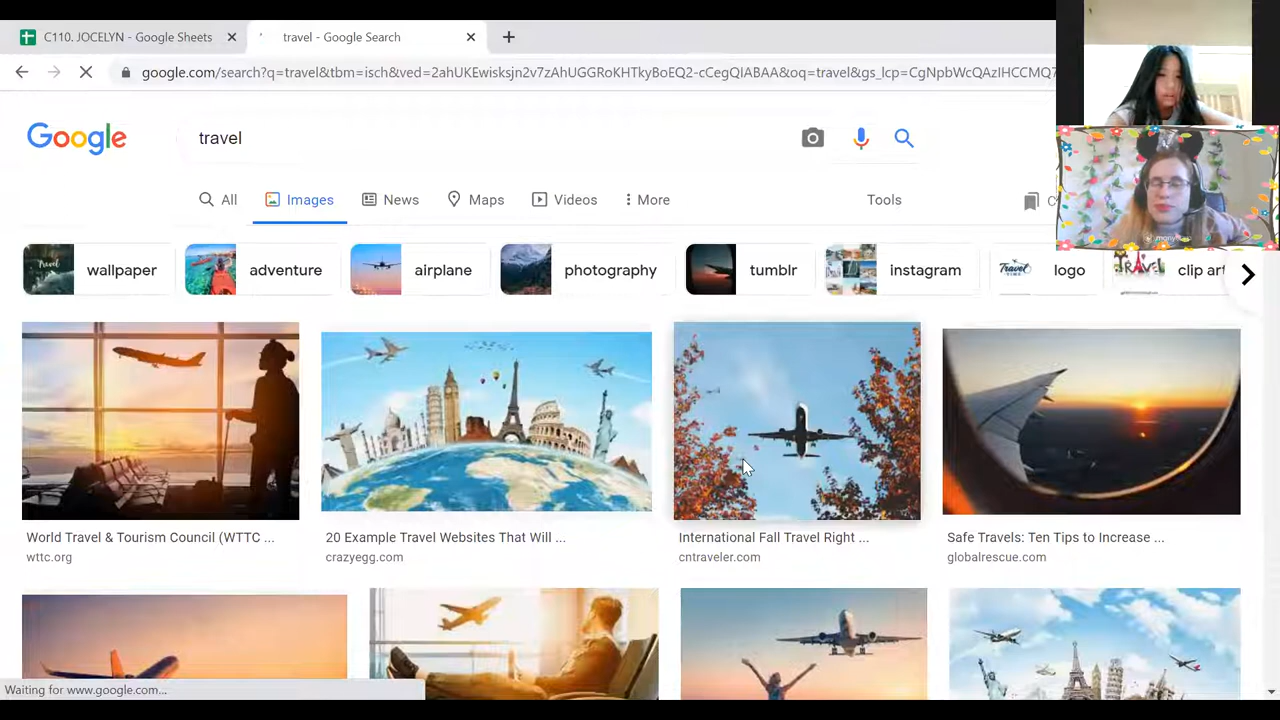 C110. JOCELYN - Google Sheets
travel - Google Search
google.com/search?q=travel&tbm=isch&ved=2ahUKEwisksjn2v7zAhUGGRoKHTkyBoEQ2-cCegQIABAA&oq=travel&gs_lcp=CgNpbWcQAzIHCCMQ7
Google
travel
All
Images
News
Maps
Videos
More
Tools
wallpaper
adventure
airplane
photography
tumblr
instagram
logo
clip art
World Travel & Tourism Council (WTTC ...
wttc.org
20 Example Travel Websites That Will ...
crazyegg.com
International Fall Travel Right ...
cntraveler.com
Safe Travels: Ten Tips to Increase ...
globalrescue.com
Waiting for www.google.com...